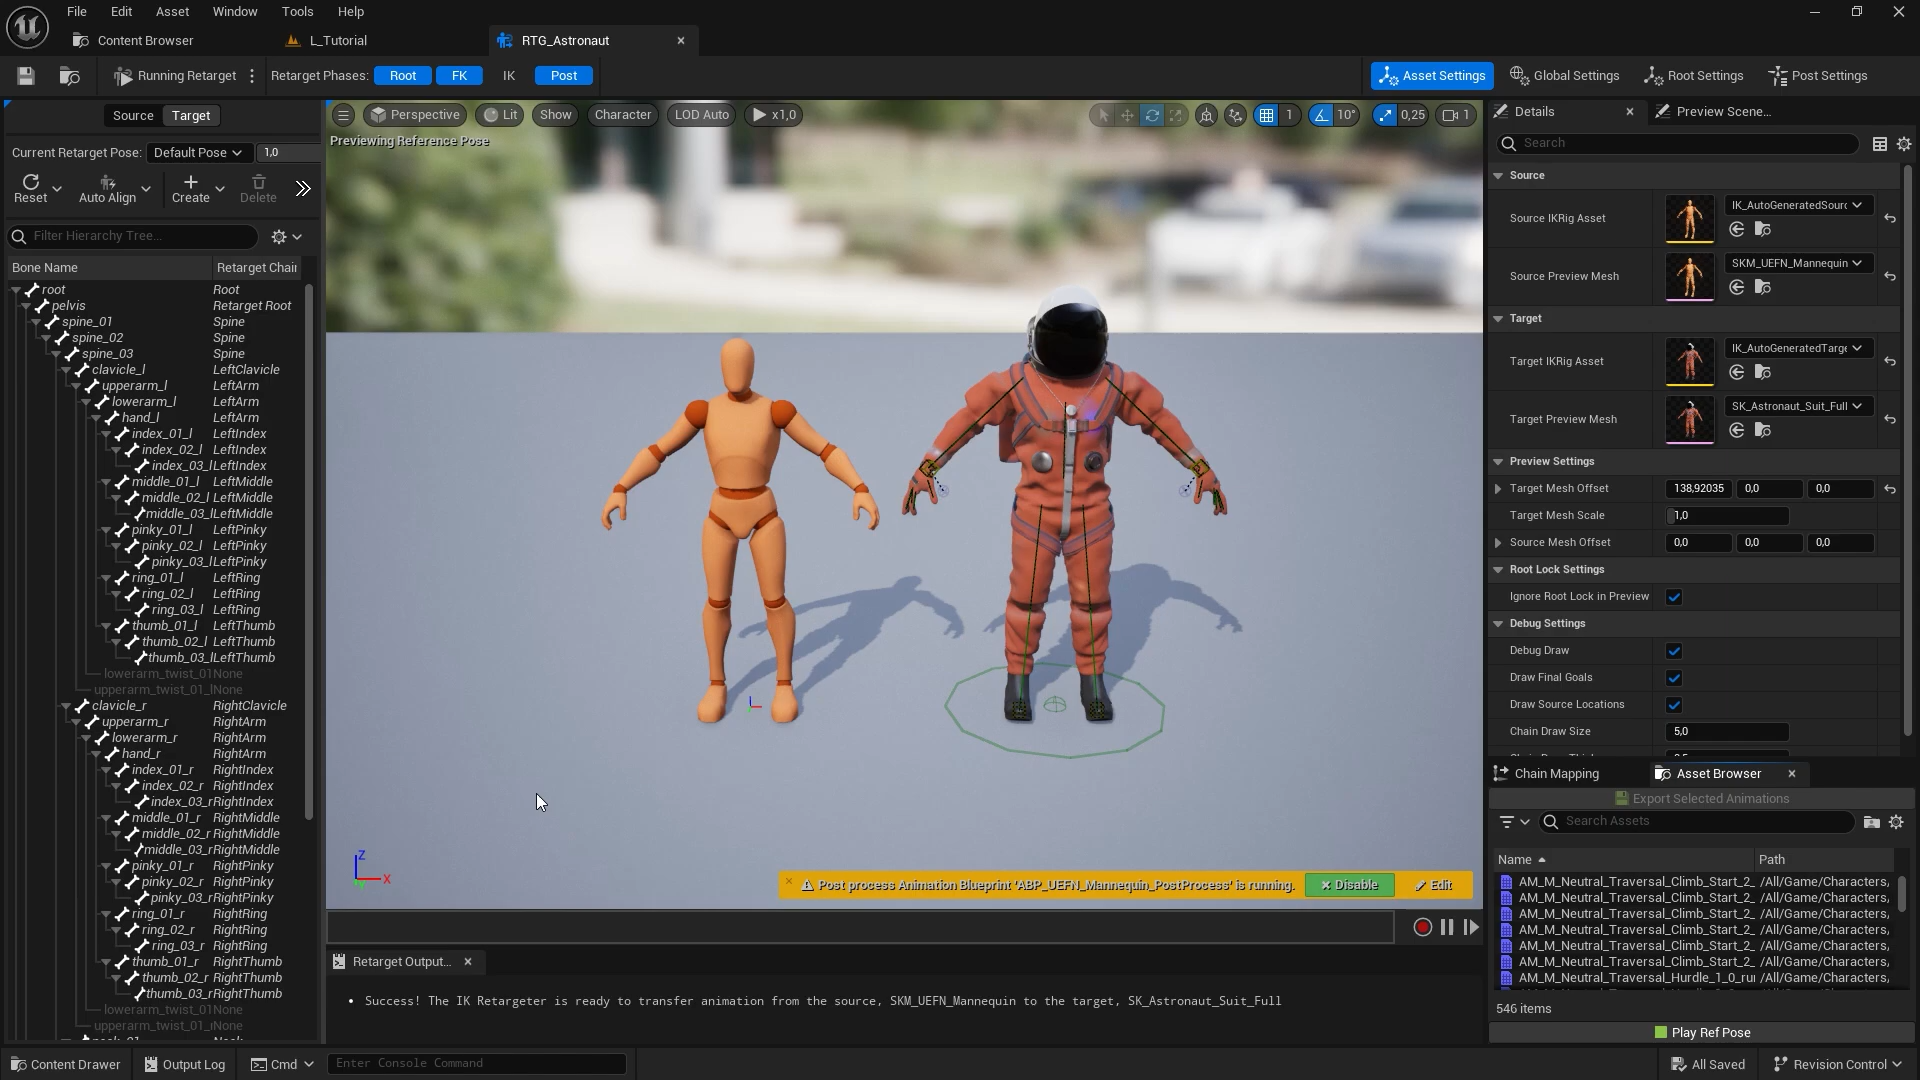 File Edit Asset Window Tools Help
Content Browser L_Tutorial RTG_Astronaut
Running Retarget Retarget Phases: Root FK IK Post Asset Settings Global Settings Root Settings Post Settings
Source Target
Current Retarget Pose: Default Pose 1,0
Reset Auto Align Create Delete
Filter Hierarchy Tree...
Bone Name Retarget Chain
root Root
pelvis Retarget Root
spine_01 Spine
spine_02 Spine
spine_03 Spine
clavicle_l LeftClavicle
upperarm_l LeftArm
lowerarm_l LeftArm
hand_l LeftArm
index_01_l LeftIndex
index_02_l LeftIndex
index_03_l LeftIndex
middle_01_l LeftMiddle
middle_02_l LeftMiddle
middle_03_l LeftMiddle
pinky_01_l LeftPinky
pinky_02_l LeftPinky
pinky_03_l LeftPinky
ring_01_l LeftRing
ring_02_l LeftRing
ring_03_l LeftRing
thumb_01_l LeftThumb
thumb_02_l LeftThumb
thumb_03_l LeftThumb
lowerarm_twist_01 None
upperarm_twist_01_l None
clavicle_r RightClavicle
upperarm_r RightArm
lowerarm_r RightArm
hand_r RightArm
index_01_r RightIndex
index_02_r RightIndex
index_03_r RightIndex
middle_01_r RightMiddle
middle_02_r RightMiddle
middle_03_r RightMiddle
pinky_01_r RightPinky
pinky_02_r RightPinky
pinky_03_r RightPinky
ring_01_r RightRing
ring_02_r RightRing
ring_03_r RightRing
thumb_01_r RightThumb
thumb_02_r RightThumb
thumb_03_r RightThumb
lowerarm_twist_01 None
upperarm_twist_01 None
Perspective Lit Show Character LOD Auto x1,0 1 10° 0,25 1
Previewing Reference Pose
Z
X
Y
Post process Animation Blueprint 'ABP_UEFN_Mannequin_PostProcess' is running. Disable Edit
Retarget Output...
Success! The IK Retargeter is ready to transfer animation from the source, SKM_UEFN_Mannequin to the target, SK_Astronaut_Suit_Full
Details Preview Scene...
Search
Source
Source IKRig Asset IK_AutoGeneratedSourc
Source Preview Mesh SKM_UEFN_Mannequin
Target
Target IKRig Asset IK_AutoGeneratedTarge
Target Preview Mesh SK_Astronaut_Suit_Full
Preview Settings
Target Mesh Offset 138,92035 0,0 0,0
Target Mesh Scale 1,0
Source Mesh Offset 0,0 0,0 0,0
Root Lock Settings
Ignore Root Lock in Preview
Debug Settings
Debug Draw
Draw Final Goals
Draw Source Locations
Chain Draw Size 5,0
Chain Mapping Asset Browser
Export Selected Animations
Search Assets
Name Path
AM_M_Neutral_Traversal_Climb_Start_2_ /All/Game/Characters,
AM_M_Neutral_Traversal_Climb_Start_2_ /All/Game/Characters,
AM_M_Neutral_Traversal_Climb_Start_2_ /All/Game/Characters,
AM_M_Neutral_Traversal_Climb_Start_2_ /All/Game/Characters,
AM_M_Neutral_Traversal_Climb_Start_2_ /All/Game/Characters,
AM_M_Neutral_Traversal_Climb_Start_2_ /All/Game/Characters,
AM_M_Neutral_Traversal_Hurdle_1_0_ru /All/Game/Characters,
546 items
Play Ref Pose
Content Drawer Output Log Cmd Enter Console Command All Saved Revision Control